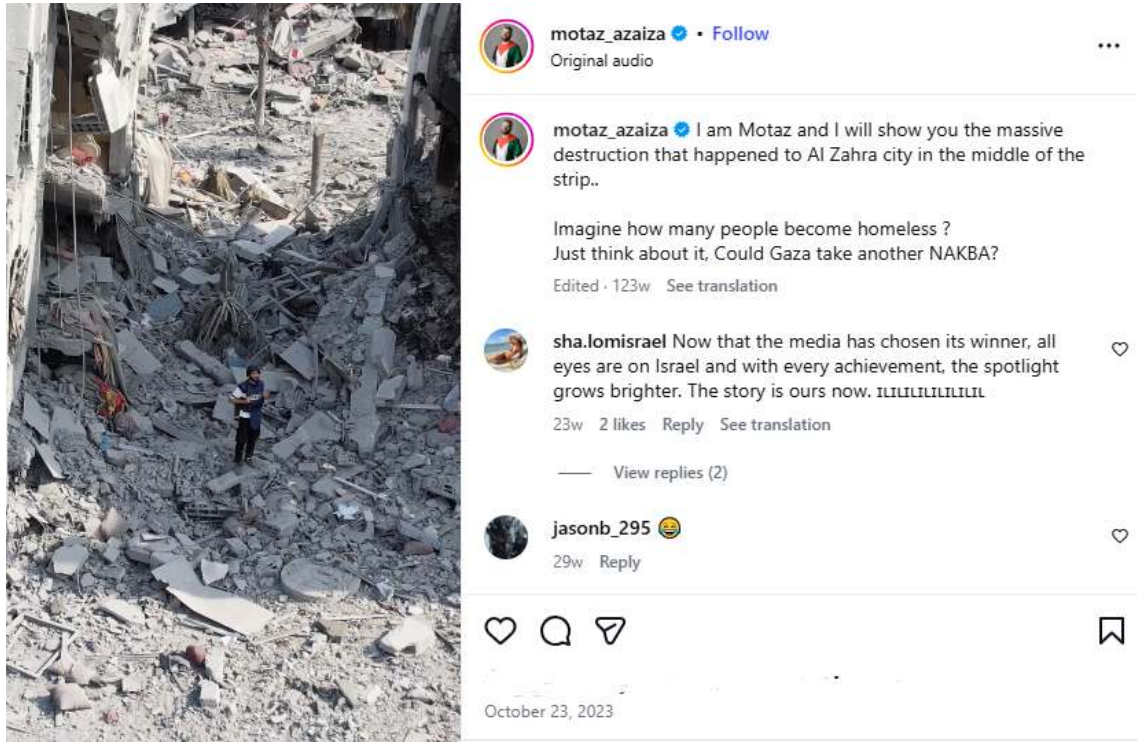 motaz_azaiza • Follow
Original audio
motaz_azaiza I am Motaz and I will show you the massive
destruction that happened to Al Zahra city in the middle of the
strip..
Imagine how many people become homeless ?
Just think about it, Could Gaza take another NAKBA?
Edited · 123w See translation
sha.lomisrael Now that the media has chosen its winner, all
eyes are on Israel and with every achievement, the spotlight
grows brighter. The story is ours now.
23w 2 likes Reply See translation
View replies (2)
jasonb_295 😂
29w Reply
October 23, 2023